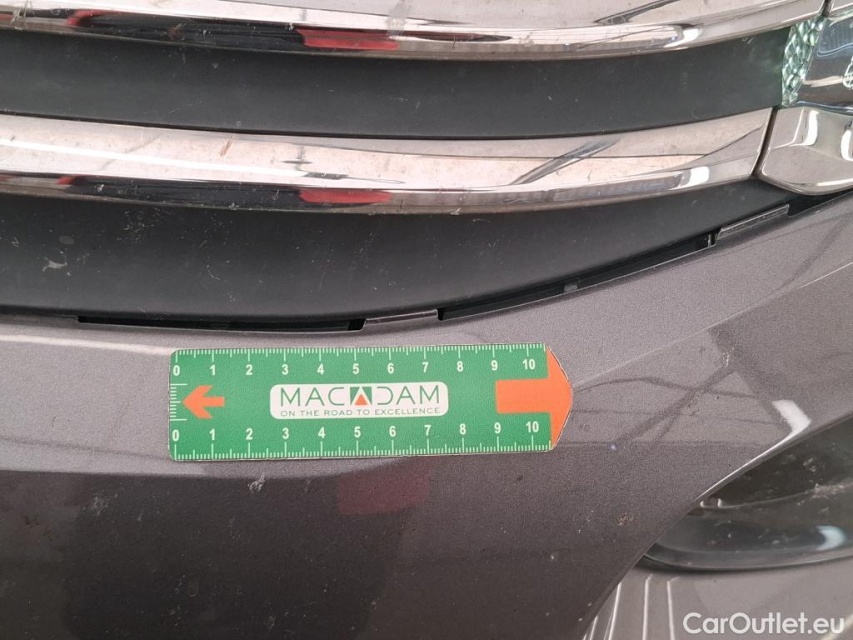 0 1 2 3 4 5 6 7 8 9 10
MACADAM
ON THE ROAD TO EXCELLENCE
0 1 2 3 4 5 6 7 8 9 10
CarOutlet.eu